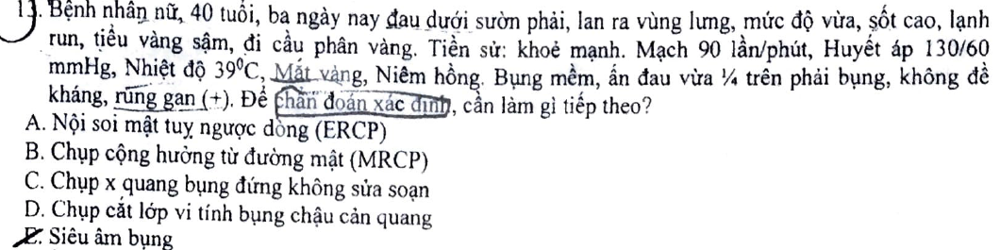 13. Bệnh nhân nữ, 40 tuổi, ba ngày nay đau dưới sườn phải, lan ra vùng lưng, mức độ vừa, sốt cao, lạnh
run, tiểu vàng sậm, đi cầu phân vàng. Tiền sử: khoẻ mạnh. Mạch 90 lần/phút, Huyết áp 130/60
mmHg, Nhiệt độ 39⁰C, Mắt vàng, Niêm hồng. Bụng mềm, ấn đau vừa ¼ trên phải bụng, không đề
kháng, rung gan (+). Để chẩn đoán xác định, cần làm gì tiếp theo?
A. Nội soi mật tuỵ ngược dòng (ERCP)
B. Chụp cộng hưởng từ đường mật (MRCP)
C. Chụp x quang bụng đứng không sửa soạn
D. Chụp cắt lớp vi tính bụng chậu cản quang
E. Siêu âm bụng